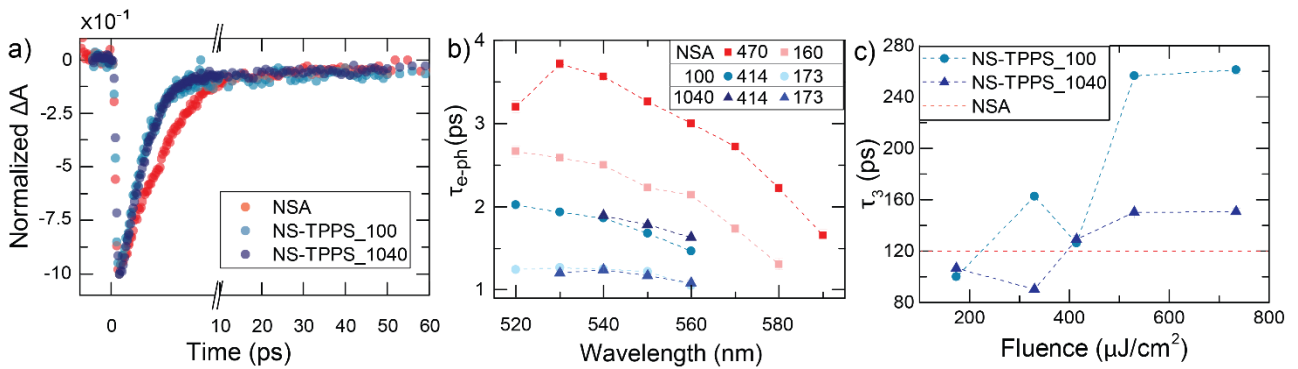 a)
x10⁻¹
0
-2.5
-5
-7.5
-10
Normalized ΔA
0
10
20
30
40
50
60
Time (ps)
NSA
NS-TPPS_100
NS-TPPS_1040
b)
4
3
2
1
τe-ph (ps)
520
540
560
580
Wavelength (nm)
NSA 470 160
100 414 173
1040 414 173
c)
280
240
200
160
120
80
τ₃ (ps)
200
400
600
800
Fluence (μJ/cm²)
NS-TPPS_100
NS-TPPS_1040
NSA